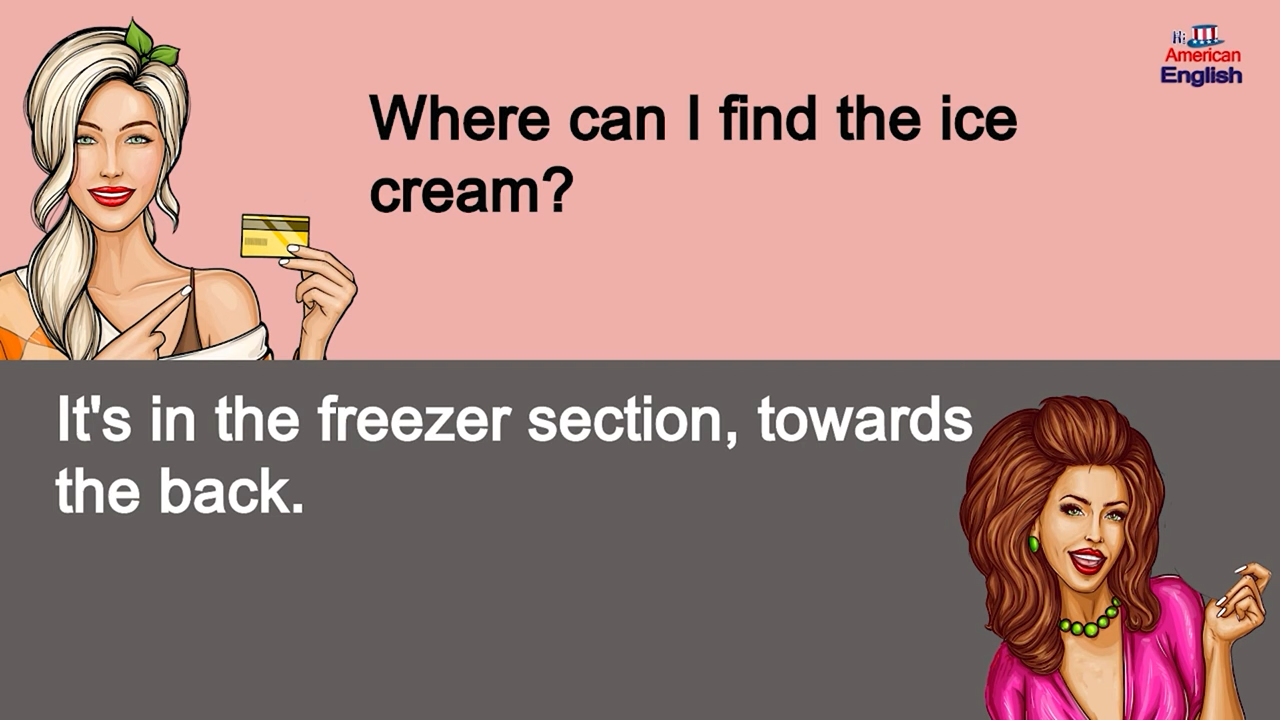 Hi
American
English
Where can I find the ice
cream?
It's in the freezer section, towards
the back.